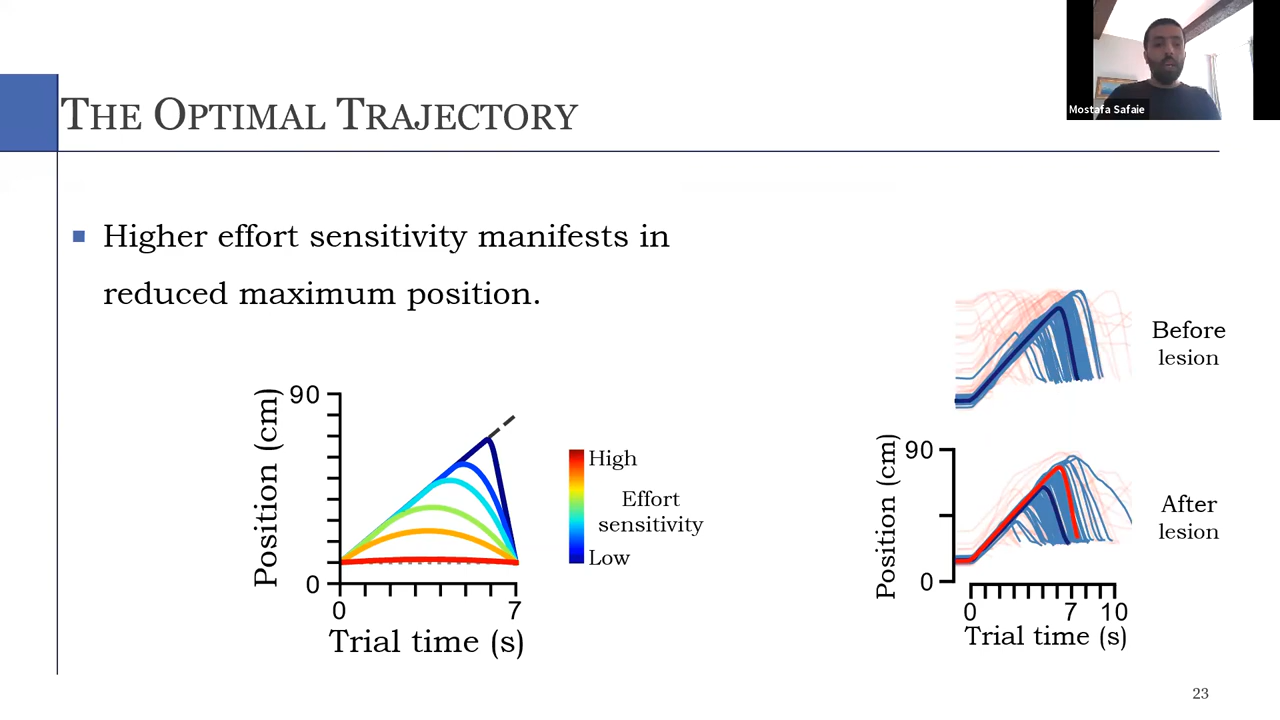 Mostafa Safaie
THE OPTIMAL TRAJECTORY
Higher effort sensitivity manifests in
reduced maximum position.
Position (cm)
90
0
0
7
Trial time (s)
High
Effort
sensitivity
Low
Before
lesion
Position (cm)
90
0
After
lesion
0
7
10
Trial time (s)
23